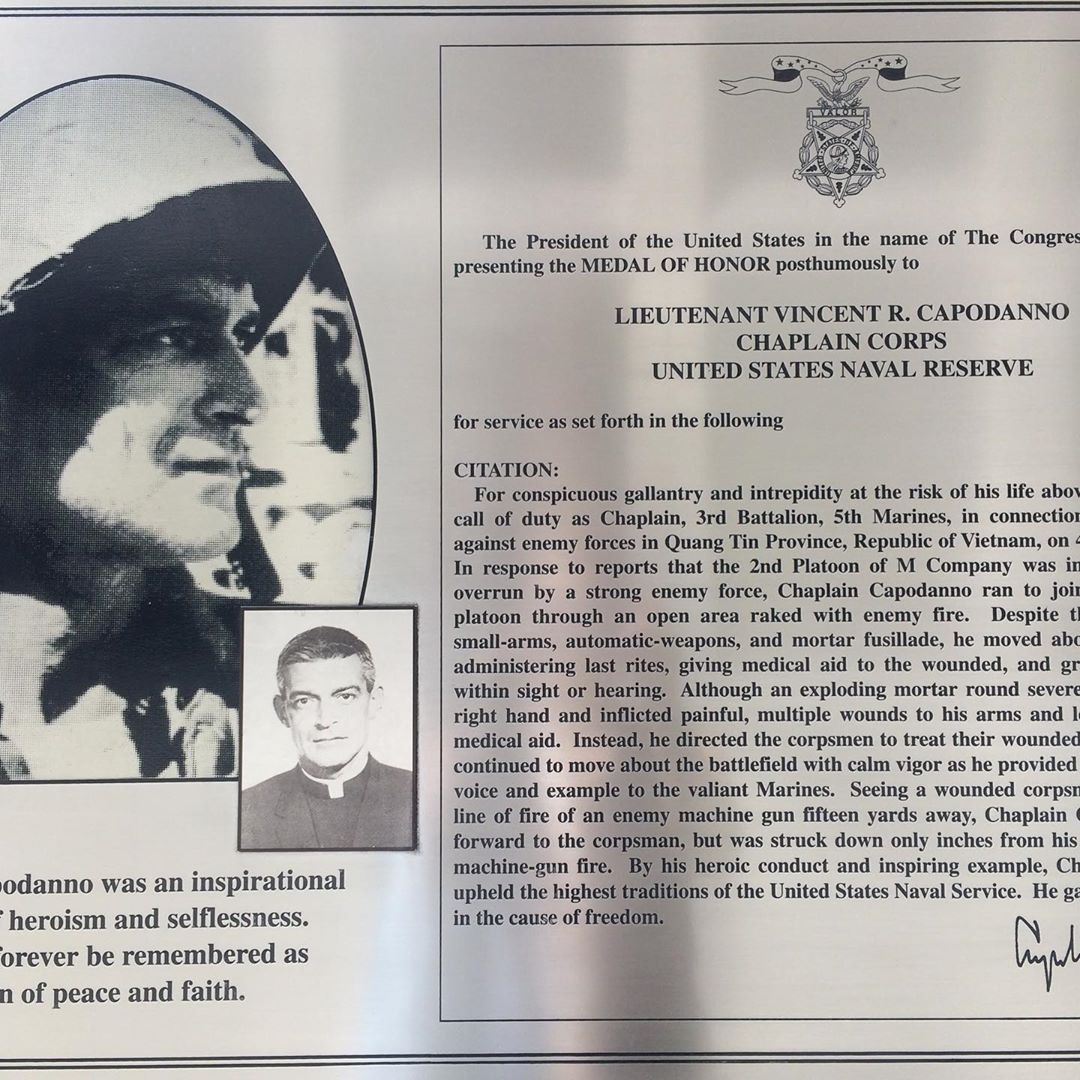 VALOR
The President of the United States in the name of The Congres
presenting the MEDAL OF HONOR posthumously to
LIEUTENANT VINCENT R. CAPODANNO
CHAPLAIN CORPS
UNITED STATES NAVAL RESERVE
for service as set forth in the following
CITATION:
For conspicuous gallantry and intrepidity at the risk of his life abov
call of duty as Chaplain, 3rd Battalion, 5th Marines, in connection
against enemy forces in Quang Tin Province, Republic of Vietnam, on 4
In response to reports that the 2nd Platoon of M Company was in
overrun by a strong enemy force, Chaplain Capodanno ran to join
platoon through an open area raked with enemy fire. Despite th
small-arms, automatic-weapons, and mortar fusillade, he moved abo
administering last rites, giving medical aid to the wounded, and gr
within sight or hearing. Although an exploding mortar round severe
right hand and inflicted painful, multiple wounds to his arms and le
medical aid. Instead, he directed the corpsmen to treat their wounded
continued to move about the battlefield with calm vigor as he provided
voice and example to the valiant Marines. Seeing a wounded corpsm
line of fire of an enemy machine gun fifteen yards away, Chaplain C
forward to the corpsman, but was struck down only inches from his
machine-gun fire. By his heroic conduct and inspiring example, Ch
upheld the highest traditions of the United States Naval Service. He ga
in the cause of freedom.
podanno was an inspirational
f heroism and selflessness.
forever be remembered as
n of peace and faith.